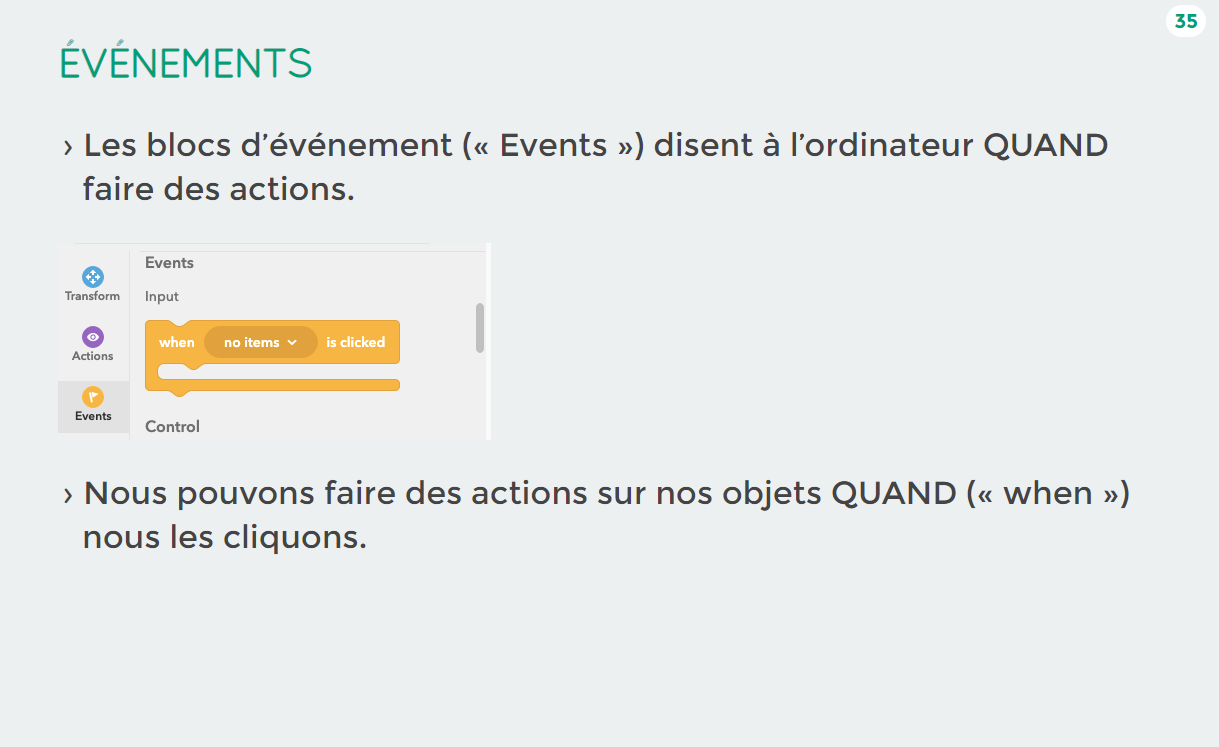 35
ÉVÉNEMENTS
› Les blocs d’événement (« Events ») disent à l’ordinateur QUAND
faire des actions.
Transform
Actions
Events
Events
Input
when no items is clicked
Control
› Nous pouvons faire des actions sur nos objets QUAND (« when »)
nous les cliquons.